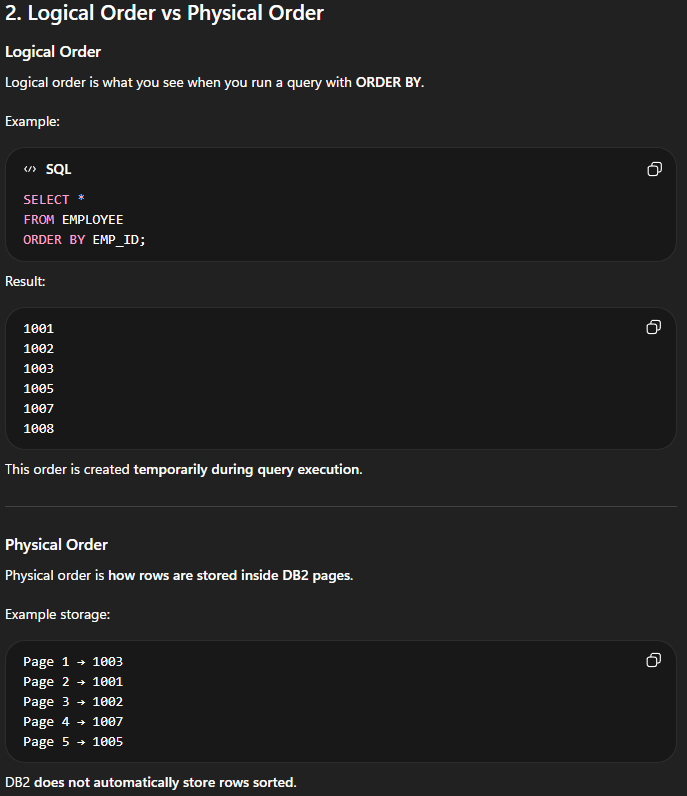 2. Logical Order vs Physical Order
Logical Order
Logical order is what you see when you run a query with ORDER BY.
Example:
SQL
SELECT *
FROM EMPLOYEE
ORDER BY EMP_ID;
Result:
1001
1002
1003
1005
1007
1008
This order is created temporarily during query execution.
Physical Order
Physical order is how rows are stored inside DB2 pages.
Example storage:
Page 1 → 1003
Page 2 → 1001
Page 3 → 1002
Page 4 → 1007
Page 5 → 1005
DB2 does not automatically store rows sorted.